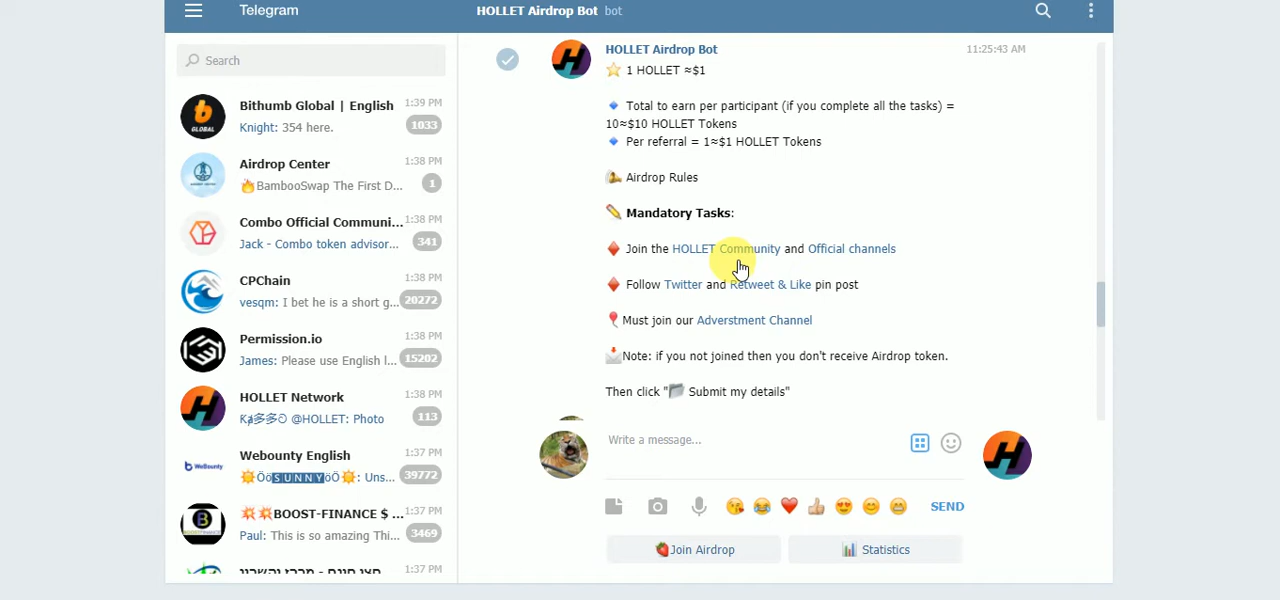 Telegram
HOLLET Airdrop Bot bot
Search
Bithumb Global | English 1:39 PM
Knight: 354 here. 1033
Airdrop Center 1:38 PM
🔥BambooSwap The First D... 1
Combo Official Communi... 1:38 PM
Jack - Combo token advisor... 341
CPChain 1:38 PM
vesqm: I bet he is a short g... 20272
Permission.io 1:38 PM
James: Please use English l... 15202
HOLLET Network 1:38 PM
@HOLLET: Photo 113
Webounty English 1:37 PM
☀️Öö🆂🆄🅽🅽🆈öÖ☀️: Uns... 39772
💥💥BOOST-FINANCE $ ... 1:37 PM
Paul: This is so amazing Thi... 3469
1:37 PM
GLOBAL
WeBounty
HOLLET Airdrop Bot 11:25:43 AM
⭐ 1 HOLLET ≈$1
🔹 Total to earn per participant (if you complete all the tasks) =
10≈$10 HOLLET Tokens
🔹 Per referral = 1≈$1 HOLLET Tokens
Airdrop Rules
✏️ Mandatory Tasks:
♦️ Join the HOLLET Community and Official channels
♦️ Follow Twitter and Retweet & Like pin post
🎈Must join our Adverstment Channel
📩Note: if you not joined then you don't receive Airdrop token.
Then click "📂 Submit my details"
Write a message...
😘 😂 ❤️ 👍 😍 😊 😁 SEND
🍓Join Airdrop
📊 Statistics